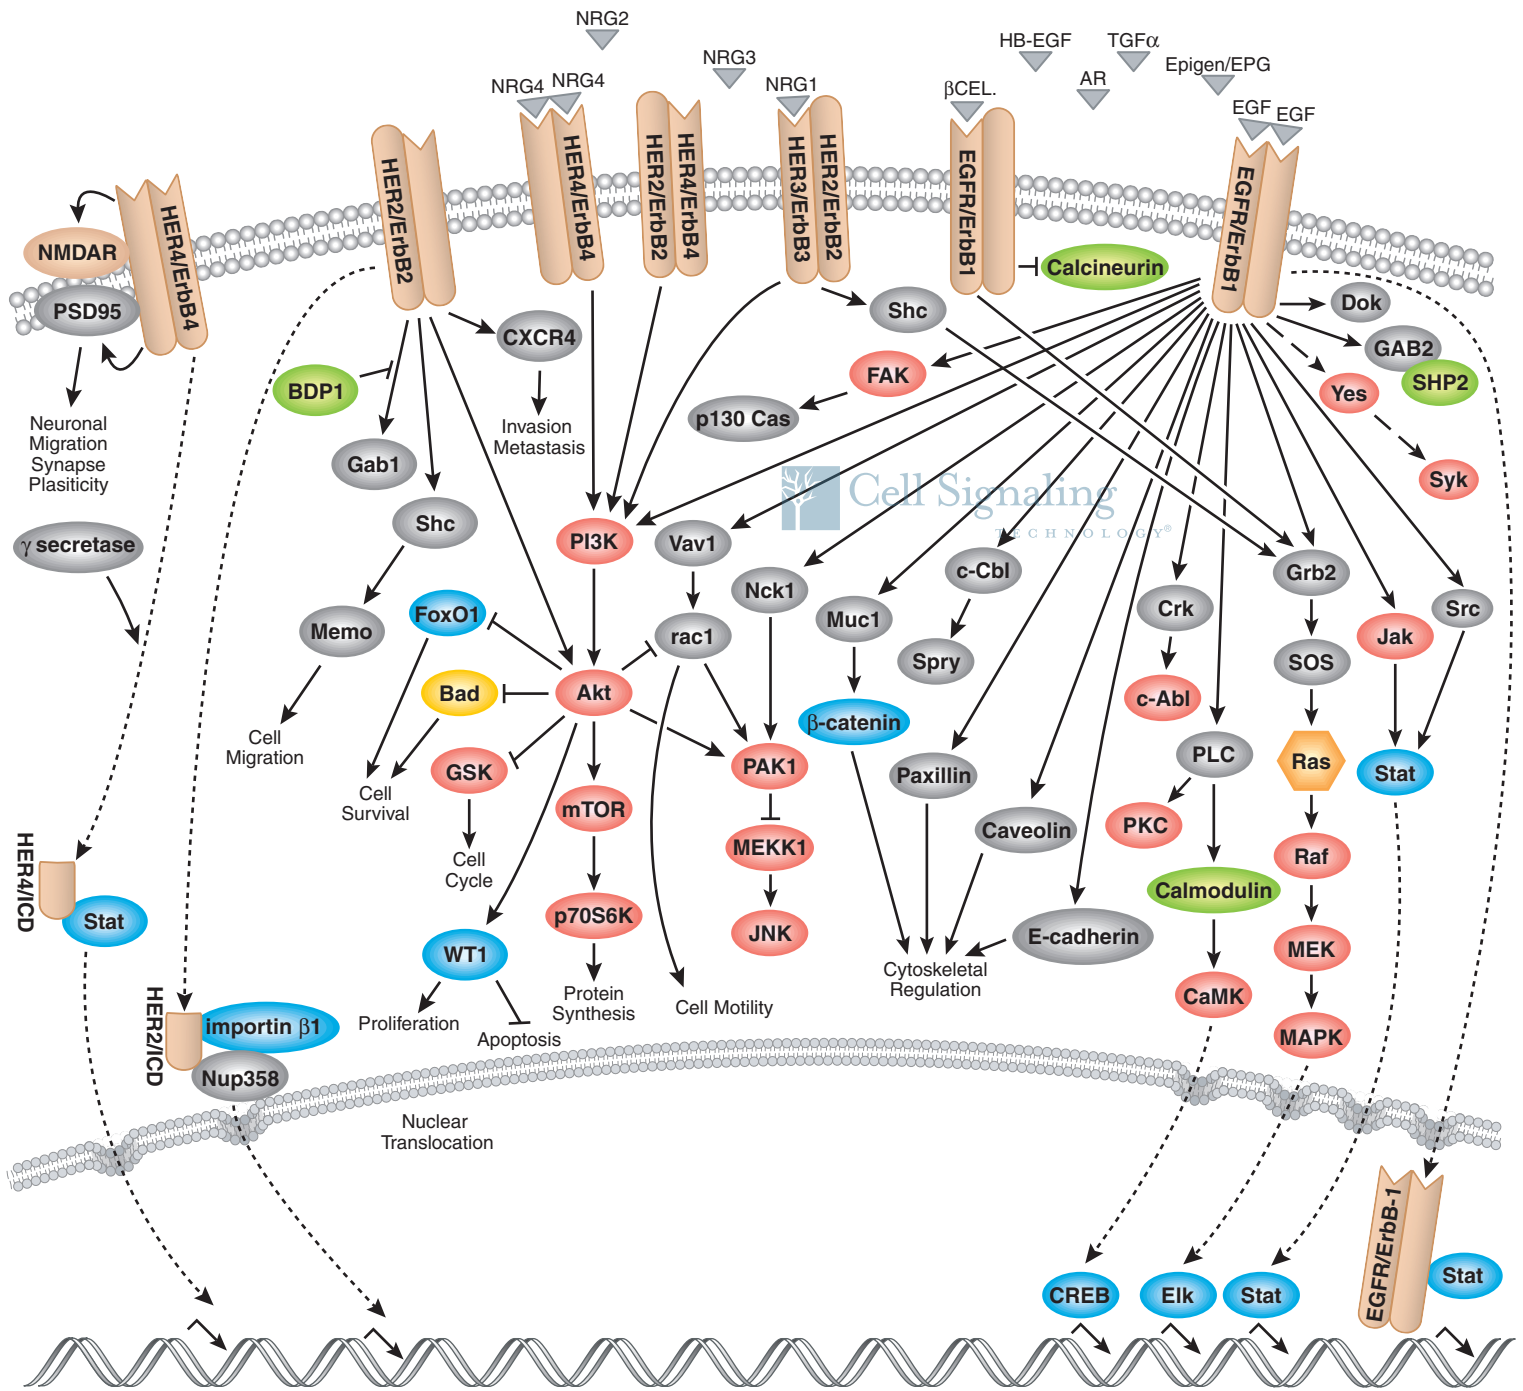 NRG2
NRG3
NRG4
NRG4
NRG1
βCEL.
HB-EGF
TGFα
AR
Epigen/EPG
EGF
EGF
HER4/ErbB4
HER2/ErbB2
HER4/ErbB4
HER2/ErbB2
HER4/ErbB4
HER3/ErbB3
HER2/ErbB2
EGFR/ErbB1
EGFR/ErbB1
NMDAR
PSD95
Calcineurin
Dok
GAB2
SHP2
Yes
Syk
Shc
CXCR4
FAK
p130 Cas
BDP1
Neuronal
Migration
Synapse
Plasiticity
Invasion
Metastasis
Gab1
Shc
Cell Signaling
TECHNOLOGY®
γ secretase
PI3K
Vav1
Nck1
c-Cbl
Grb2
Memo
FoxO1
rac1
Muc1
Spry
Crk
Jak
Src
SOS
Bad
Akt
c-Abl
Cell
Migration
β-catenin
PLC
Ras
Stat
GSK
Cell
Survival
mTOR
PAK1
Paxillin
PKC
Caveolin
MEKK1
Raf
Cell
Cycle
Calmodulin
HER4/ICD
Stat
p70S6K
JNK
E-cadherin
MEK
WT1
Cytoskeletal
Regulation
CaMK
Protein
Synthesis
Cell Motility
Proliferation
Apoptosis
MAPK
HER2/ICD
importin β1
Nup358
Nuclear
Translocation
CREB
Elk
Stat
EGFR/ErbB-1
Stat